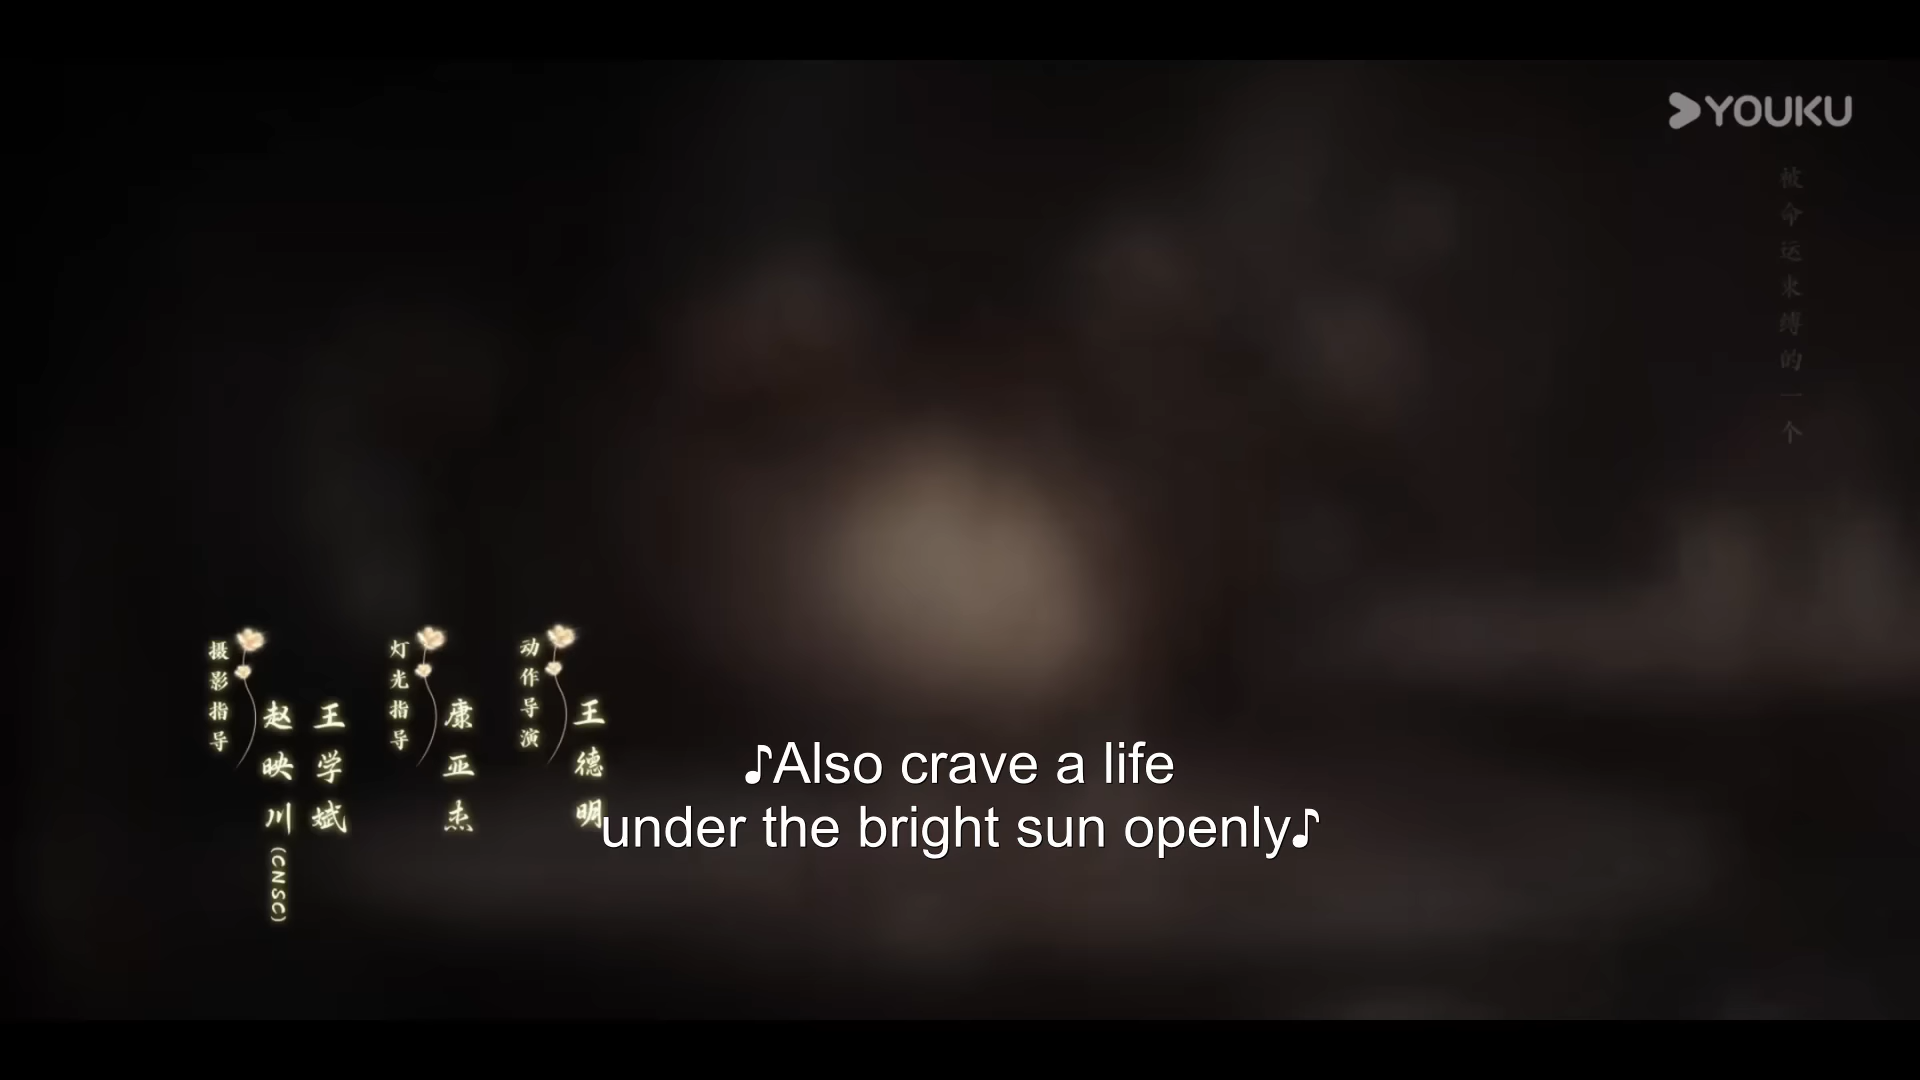 YOUKU
被命运束缚的一个
摄影指导
赵映川(CNSC)
王学斌
灯光指导
康亚杰
动作导演
王德明
♪Also crave a life
under the bright sun openly♪